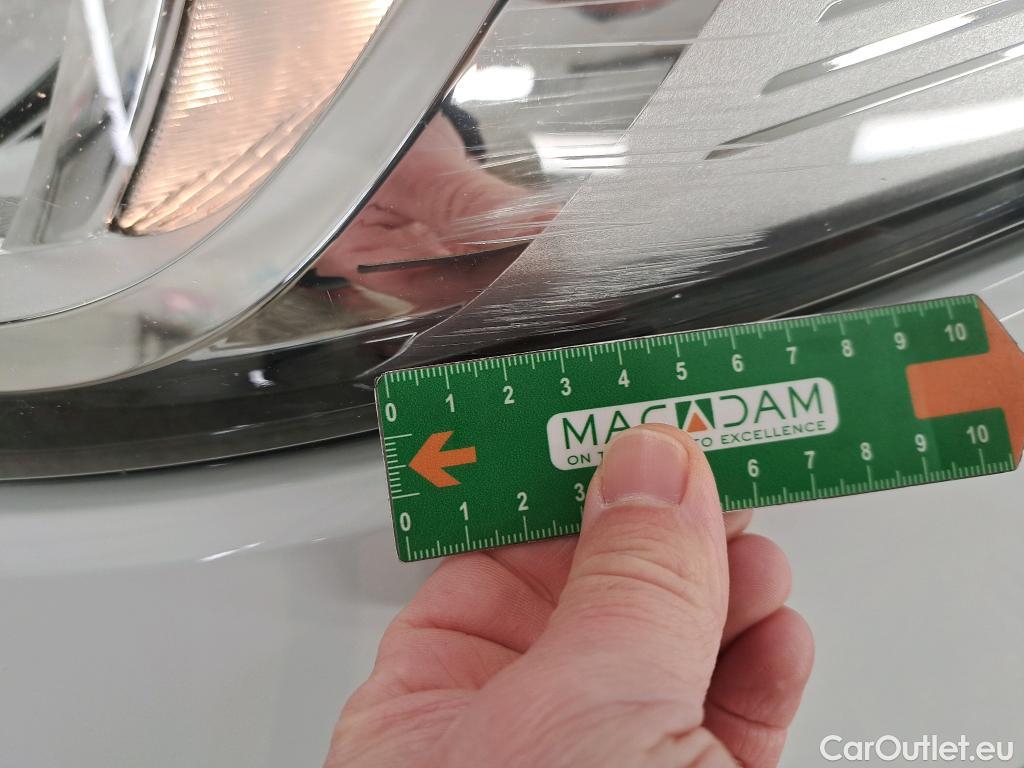 0 1 2 3 4 5 6 7 8 9 10
MACADAM
ON T TO EXCELLENCE
0 1 2 3 6 7 8 9 10
CarOutlet.eu